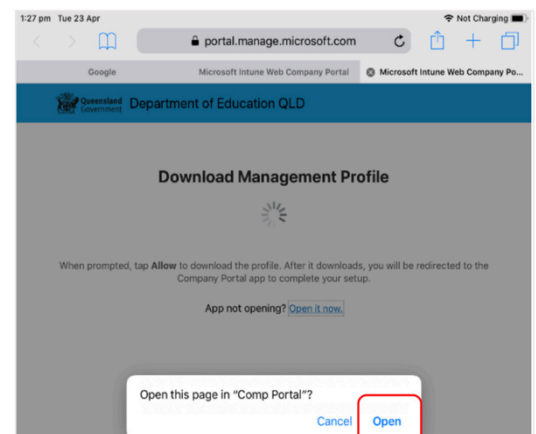 1:27 pm Tue 23 Apr
Not Charging
portal.manage.microsoft.com
Google
Microsoft Intune Web Company Portal
Microsoft Intune Web Company Po...
Queensland
Government
Department of Education QLD
Download Management Profile
When prompted, tap Allow to download the profile. After it downloads, you will be redirected to the
Company Portal app to complete your setup.
App not opening? Open it now.
Open this page in “Comp Portal”?
Cancel Open